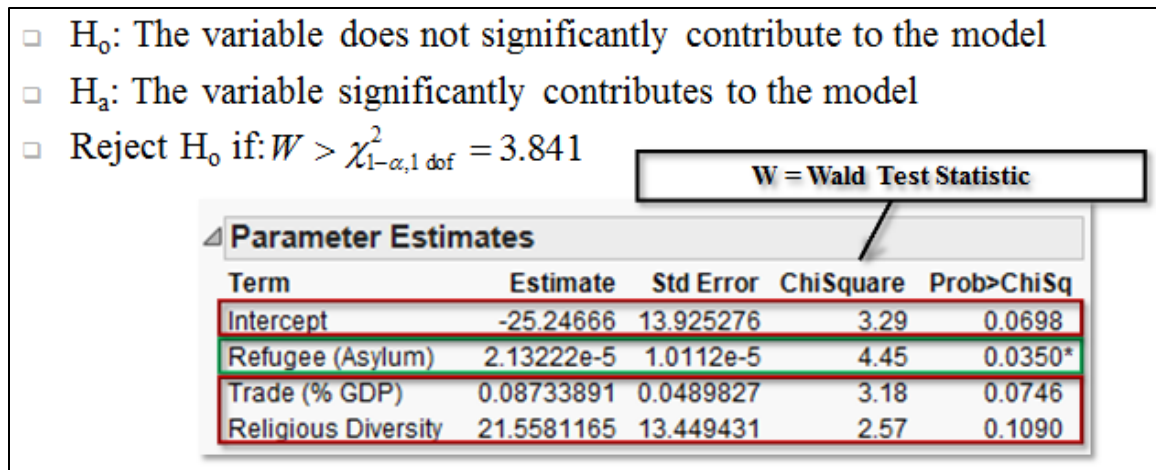 Hₒ: The variable does not significantly contribute to the model
Hₐ: The variable significantly contributes to the model
Reject Hₒ if: W > χ²₁₋α,₁ dof = 3.841
W = Wald Test Statistic
Parameter Estimates
Term Estimate Std Error ChiSquare Prob>ChiSq
Intercept -25.24666 13.925276 3.29 0.0698
Refugee (Asylum) 2.13222e-5 1.0112e-5 4.45 0.0350*
Trade (% GDP) 0.08733891 0.0489827 3.18 0.0746
Religious Diversity 21.5581165 13.449431 2.57 0.1090